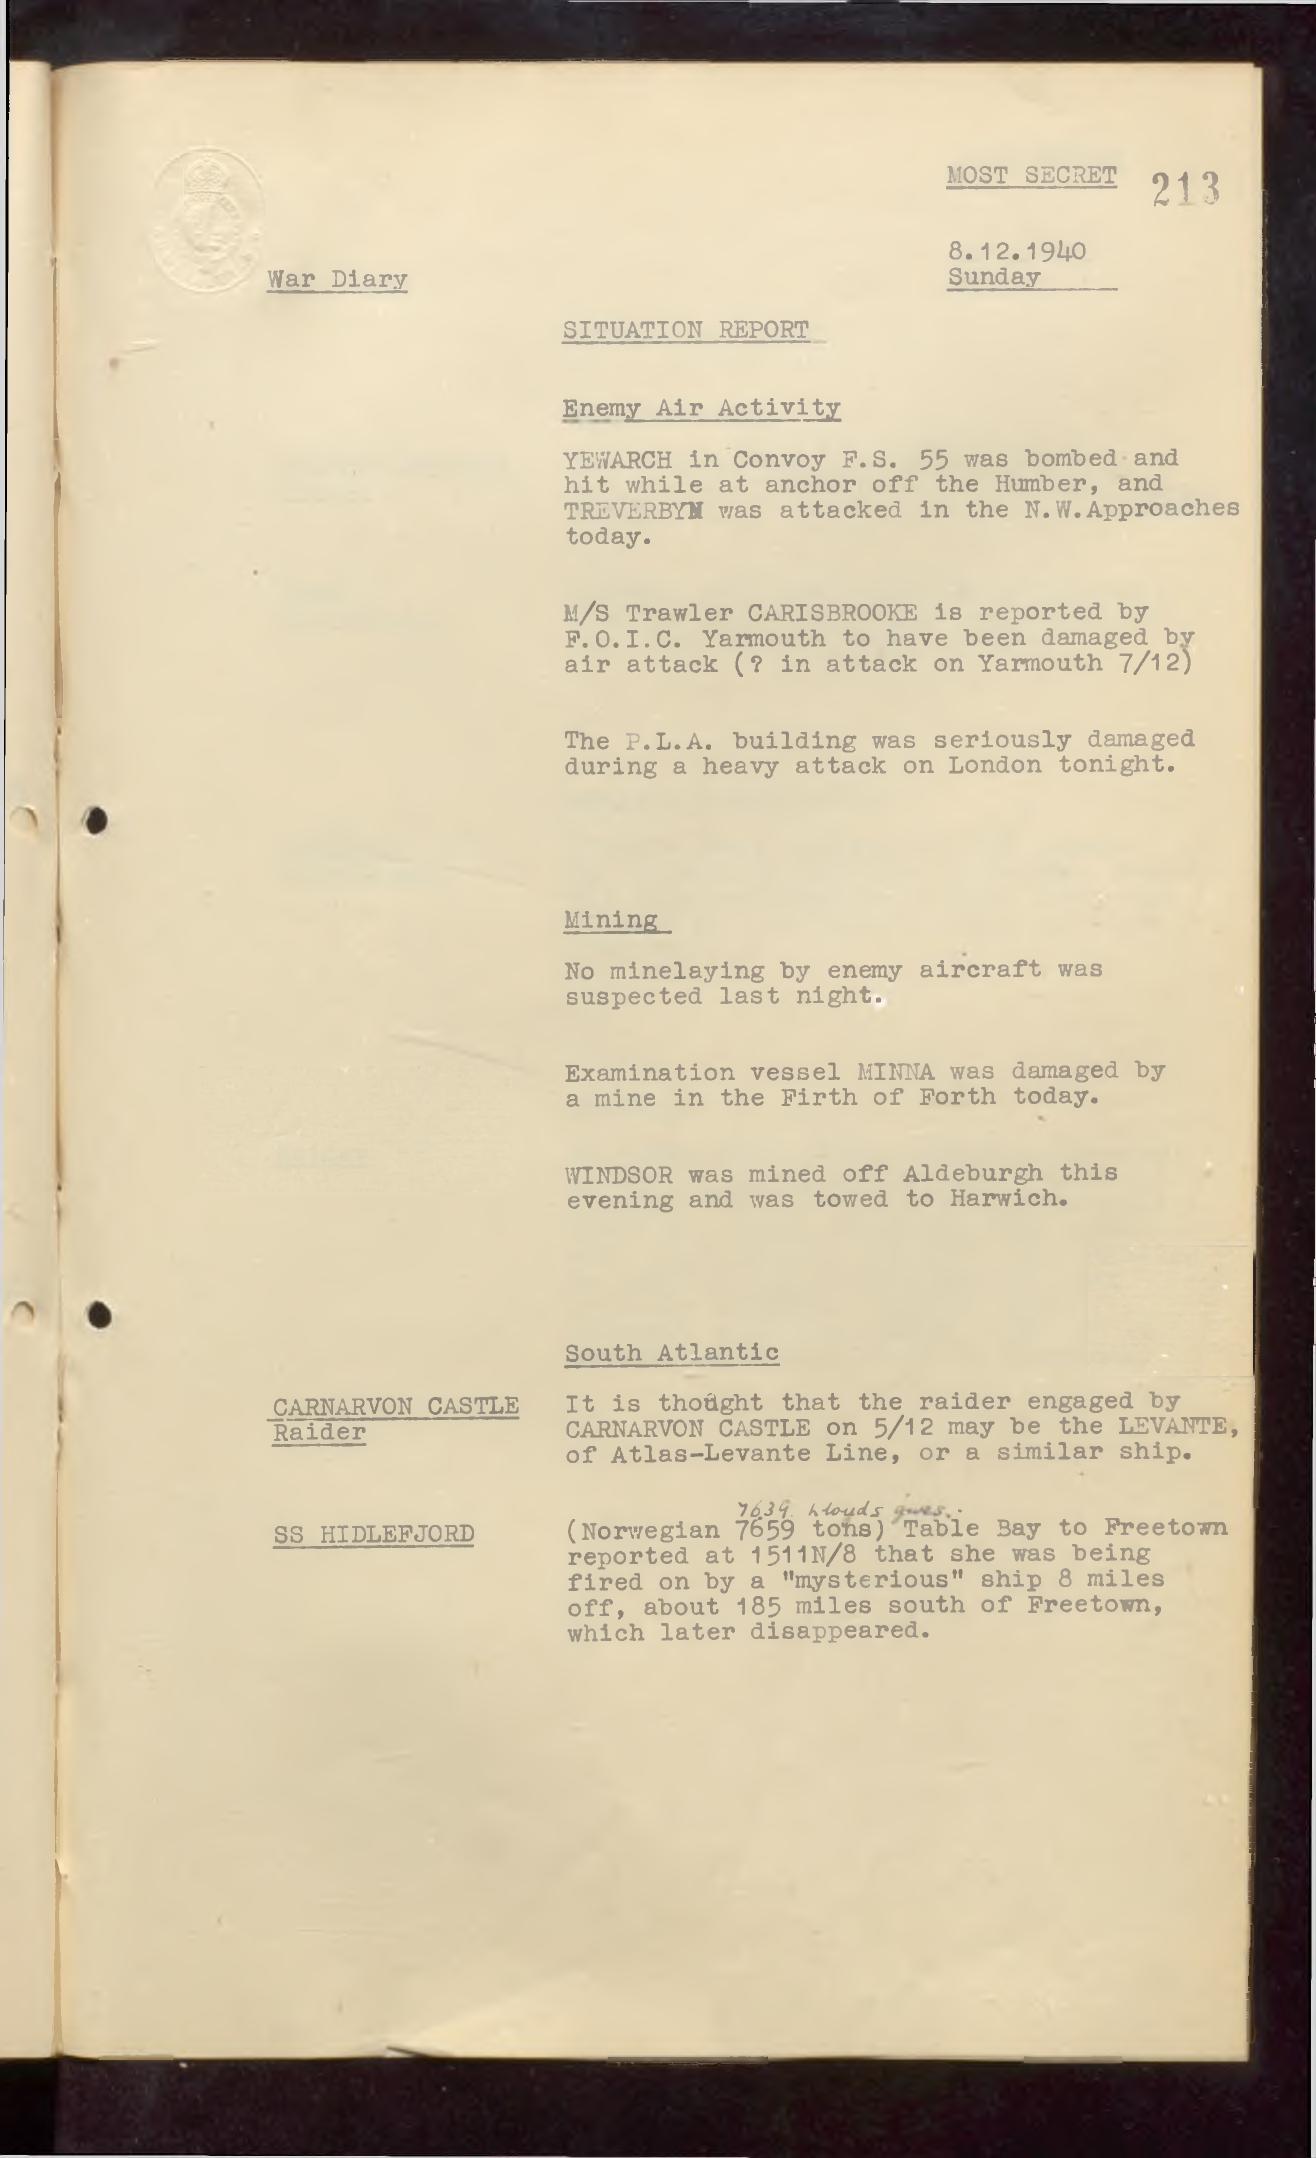 MOST SECRET 213
8.12.1940
Sunday
War Diary
SITUATION REPORT
Enemy Air Activity
YEWARCH in Convoy F.S. 55 was bombed and
hit while at anchor off the Humber, and
TREVERBYN was attacked in the N.W.Approaches
today.
M/S Trawler CARISBROOKE is reported by
F.O.I.C. Yarmouth to have been damaged by
air attack (? in attack on Yarmouth 7/12)
The P.L.A. building was seriously damaged
during a heavy attack on London tonight.
Mining
No minelaying by enemy aircraft was
suspected last night.
Examination vessel MINNA was damaged by
a mine in the Firth of Forth today.
WINDSOR was mined off Aldeburgh this
evening and was towed to Harwich.
South Atlantic
CARNARVON CASTLE
Raider
It is thought that the raider engaged by
CARNARVON CASTLE on 5/12 may be the LEVANTE,
of Atlas-Levante Line, or a similar ship.
7639 Lloyds gives.
SS HIDLEFJORD
(Norwegian 7659 tons) Table Bay to Freetown
reported at 1511N/8 that she was being
fired on by a "mysterious" ship 8 miles
off, about 185 miles south of Freetown,
which later disappeared.